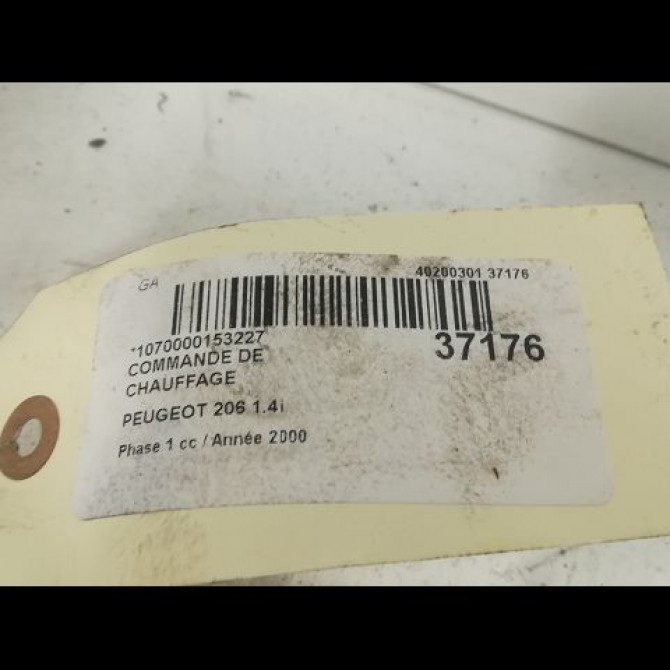 GA
40200301 37176
*1070000153227
37176
COMMANDE DE
CHAUFFAGE
PEUGEOT 206 1.4i
Phase 1 cc / Année 2000